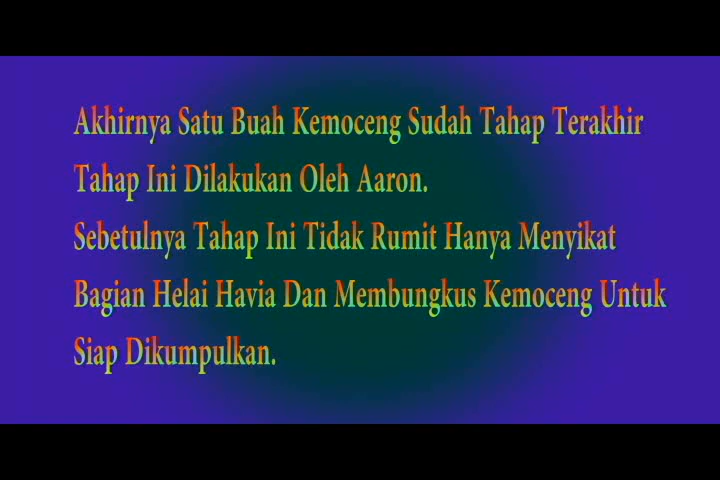 Akhirnya Satu Buah Kemoceng Sudah Tahap Terakhir
Tahap Ini Dilakukan Oleh Aaron.
Sebetulnya Tahap Ini Tidak Rumit Hanya Menyikat
Bagian Helai Havia Dan Membungkus Kemoceng Untuk
Siap Dikumpulkan.